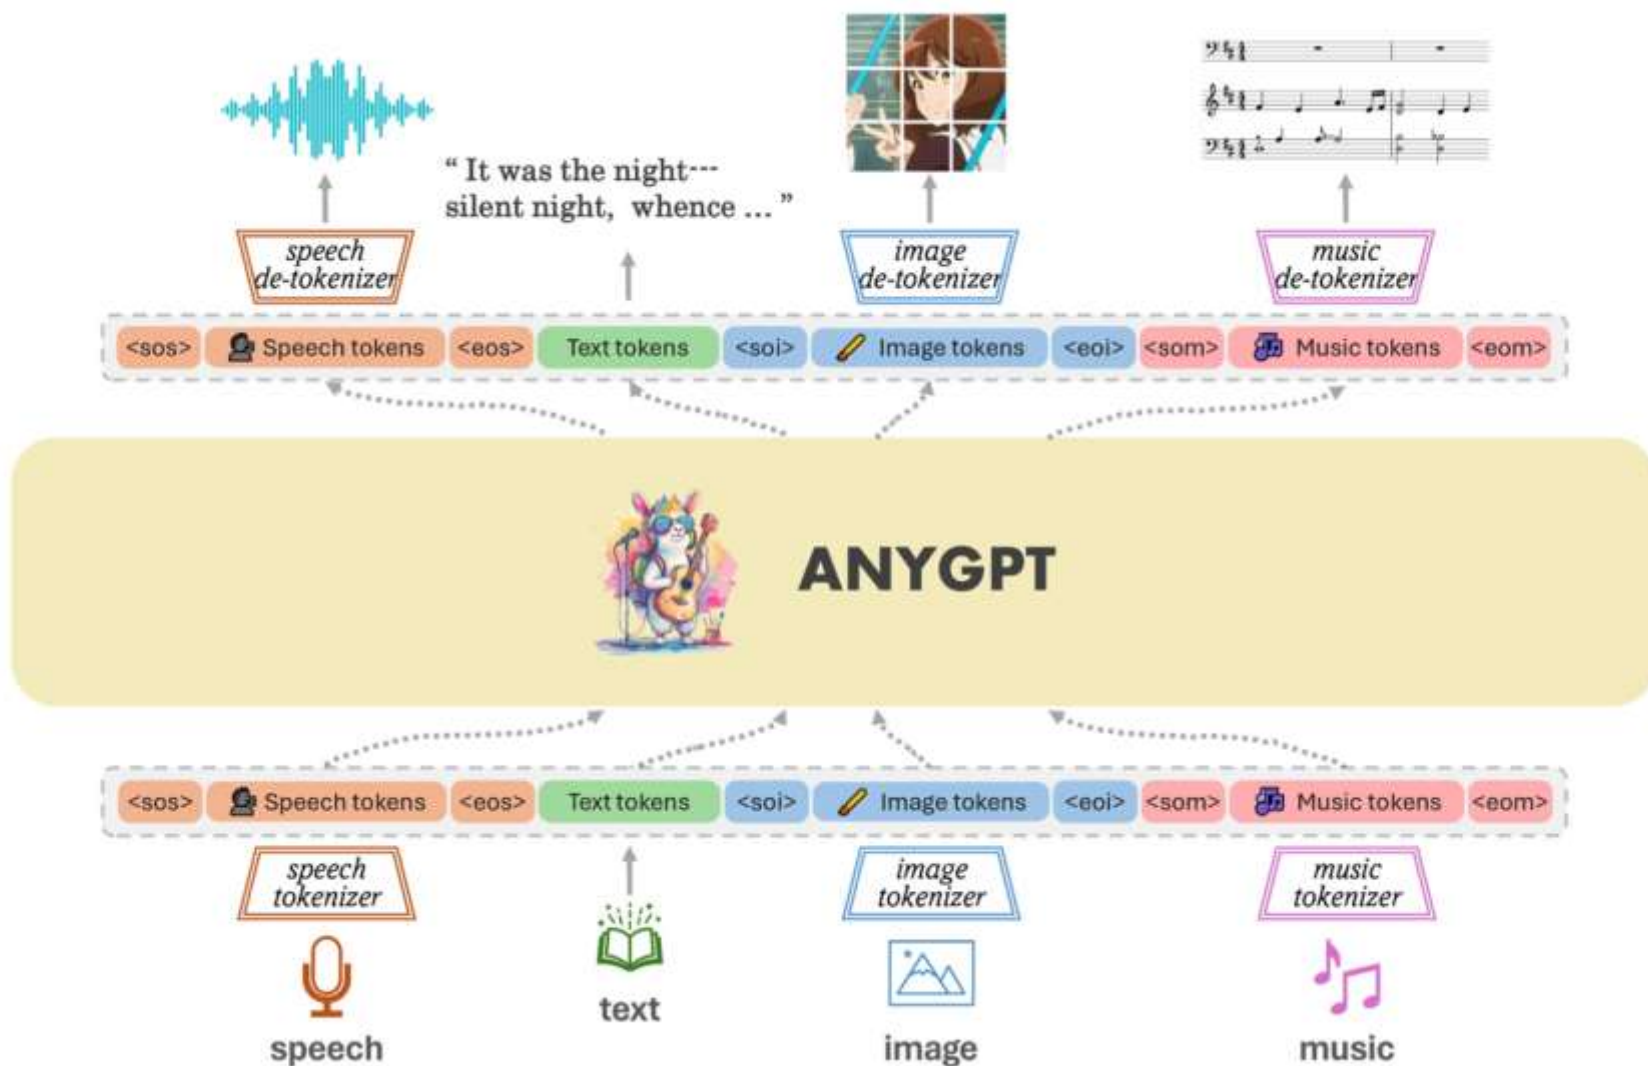 “ It was the night---
silent night, whence ... ”
speech
de-tokenizer
image
de-tokenizer
music
de-tokenizer
<sos> Speech tokens <eos> Text tokens <soi> Image tokens <eoi> <som> Music tokens <eom>
ANYGPT
<sos> Speech tokens <eos> Text tokens <soi> Image tokens <eoi> <som> Music tokens <eom>
speech
tokenizer
image
tokenizer
music
tokenizer
text
speech
image
music